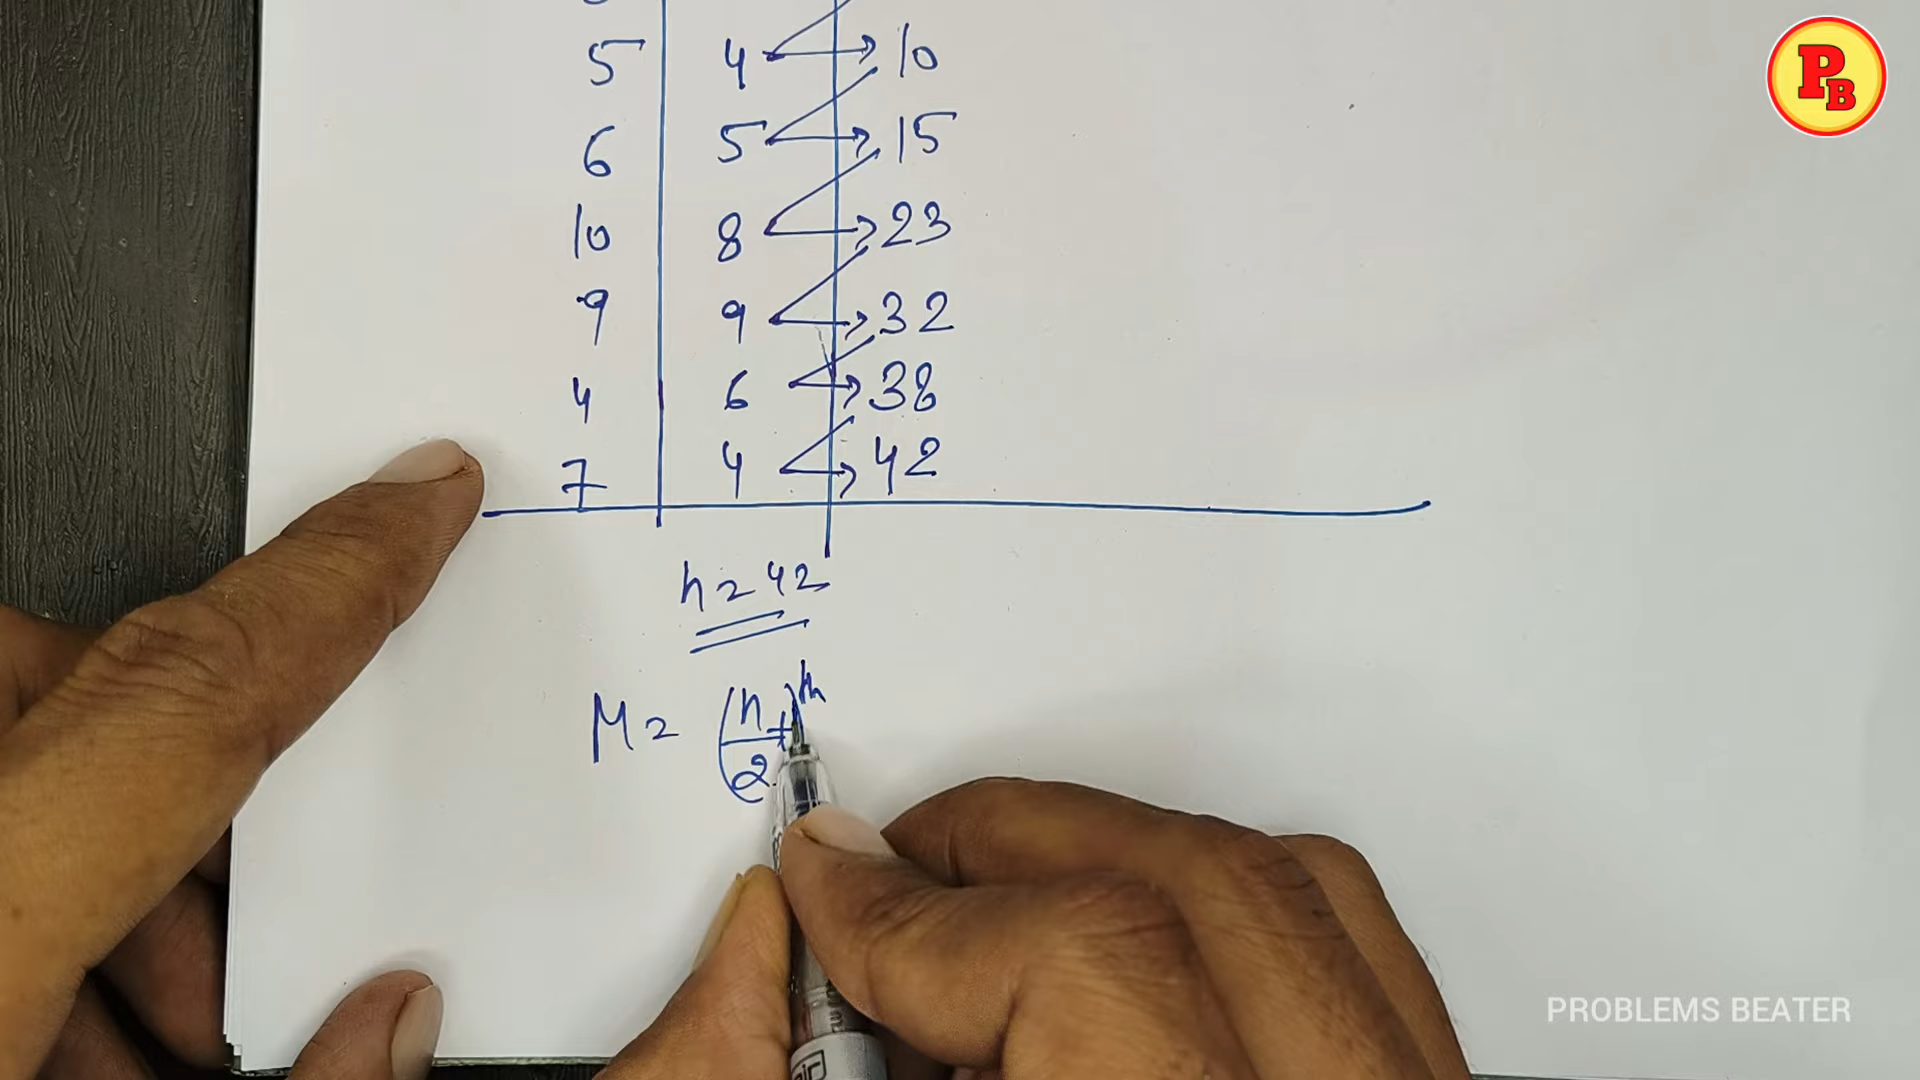 PB
5 4 10
6 5 15
10 8 23
9 9 32
4 6 38
7 4 42
n = 42
M = (n/2)th
PROBLEMS BEATER